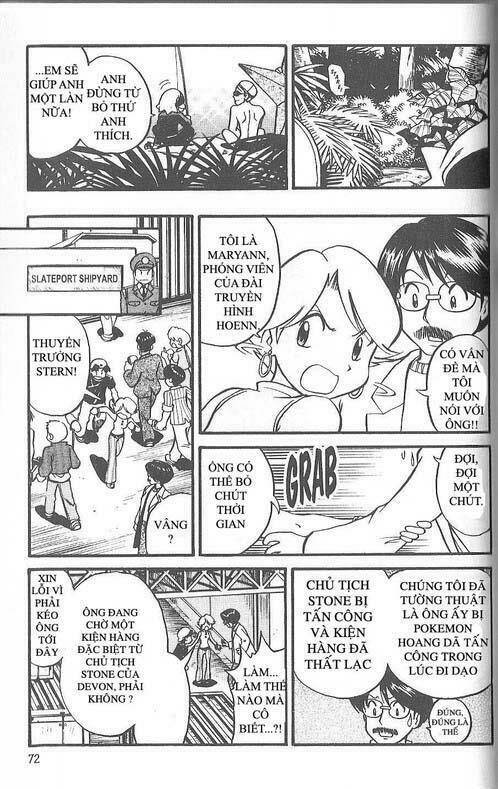 ...EM SẼ
GIÚP ANH
MỘT LÀN
NỮA!
ANH
ĐỪNG TỪ
BỎ THỨ
ANH
THÍCH.
SLATEPORT SHIPYARD
THUYỀN
TRƯỞNG
STERN!
VÂNG
?
TÔI LÀ
MARYANN,
PHÓNG VIÊN
CỦA ĐÀI
TRUYỀN
HÌNH
HOENN,
CÓ VẤN
ĐỀ MÀ
TÔI
MUỐN
NÓI VỚI
ÔNG!!
ÔNG CÓ
THỂ BỎ
CHÚT
THỜI
GIAN
GRAB
ĐỌI,
ĐỌI
MỘT
CHÚT.
XIN
LỖI VÌ
PHẢI
KÉO
ÔNG
TỚI
ĐÂY
ÔNG ĐANG
CHỜ MỘT
KIỆN HÀNG
ĐẶC BIỆT TỪ
CHỦ TỊCH
STONE CỦA
DEVON, PHẢI
KHÔNG ?
LÀM...
LÀM THẾ
NÀO MÀ
CÔ
BIẾT...?!
CHỦ TỊCH
STONE BỊ
TẤN CÔNG
VÀ KIỆN
HÀNG ĐÃ
THẤT LẠC
CHÚNG TÔI ĐÃ
TƯỜNG THUẬT
LÀ ÔNG ẤY BỊ
POKEMON
HOANG DÃ TẤN
CÔNG TRONG
LÚC ĐI DẠO
ĐÚNG,
ĐÚNG LÀ
THẾ
72